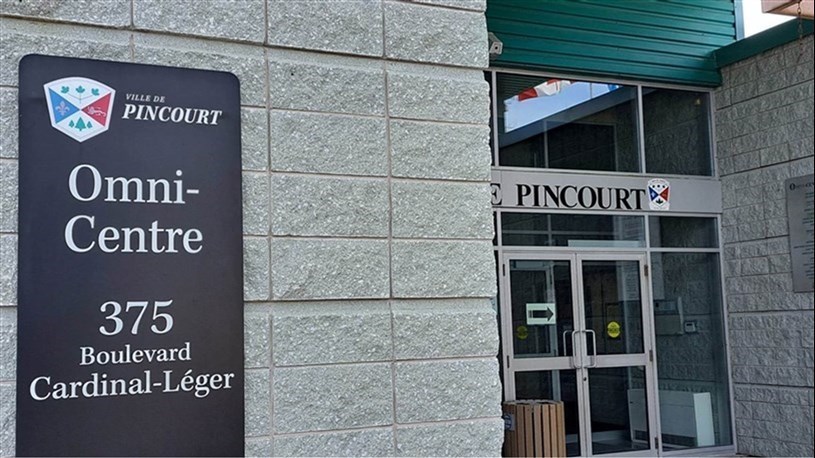 VILLE DE
PINCOURT
Omni-
Centre
375
Boulevard
Cardinal-Léger
E PINCOURT